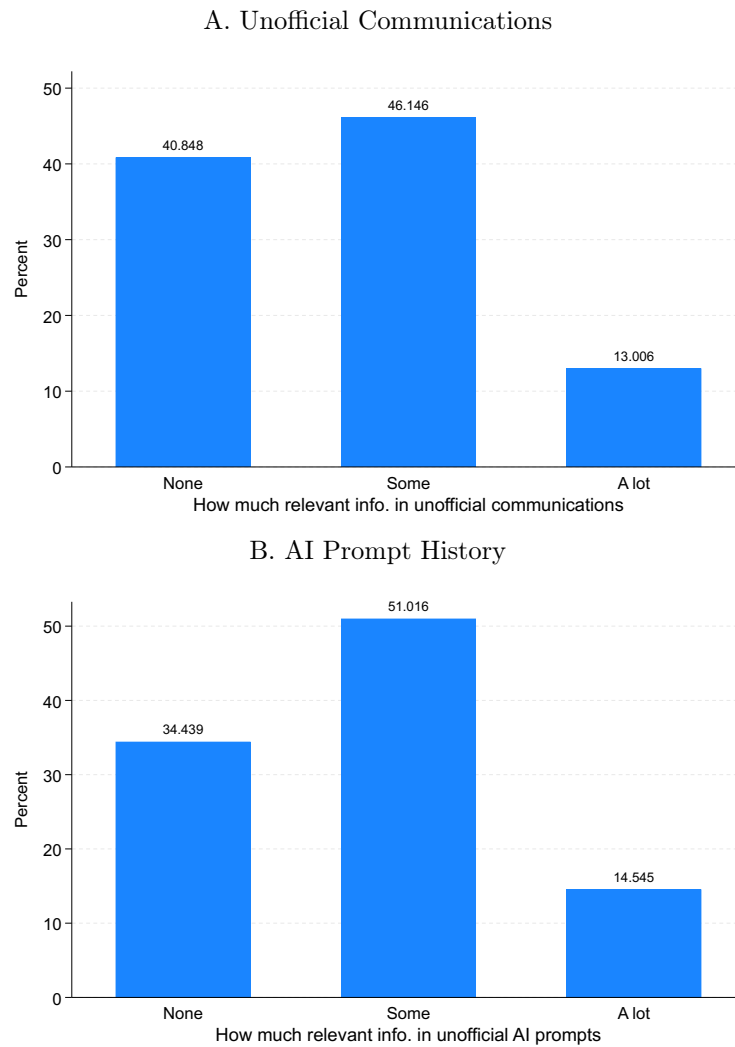 A. Unofficial Communications
50
40
30
20
10
0
Percent
40.848
46.146
13.006
None
Some
A lot
How much relevant info. in unofficial communications
B. AI Prompt History
50
40
30
20
10
0
Percent
34.439
51.016
14.545
None
Some
A lot
How much relevant info. in unofficial AI prompts